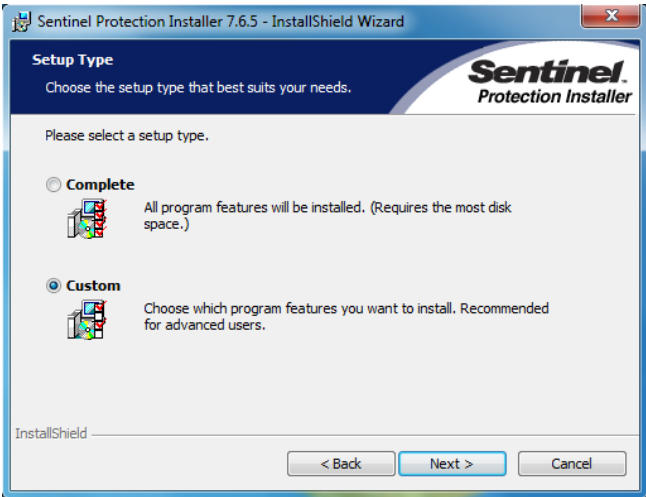 Sentinel Protection Installer 7.6.5 - InstallShield Wizard
Setup Type
Choose the setup type that best suits your needs.
Sentinel.
Protection Installer
Please select a setup type.
Complete
All program features will be installed. (Requires the most disk
space.)
Custom
Choose which program features you want to install. Recommended
for advanced users.
InstallShield
< Back
Next >
Cancel